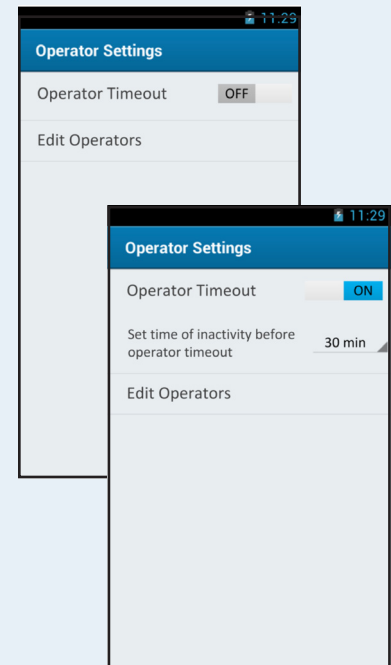 11:29
Operator Settings
Operator Timeout OFF
Edit Operators
11:29
Operator Settings
Operator Timeout ON
Set time of inactivity before
operator timeout
30 min
Edit Operators